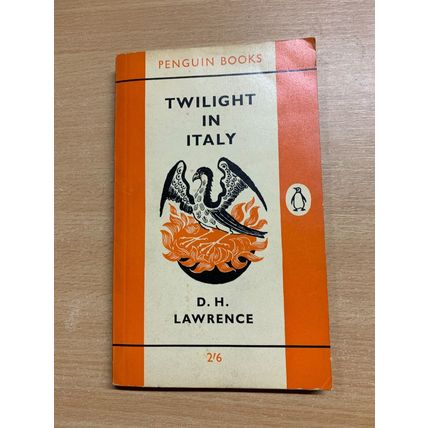 PENGUIN BOOKS
TWILIGHT
IN
ITALY
D. H.
LAWRENCE
2/6